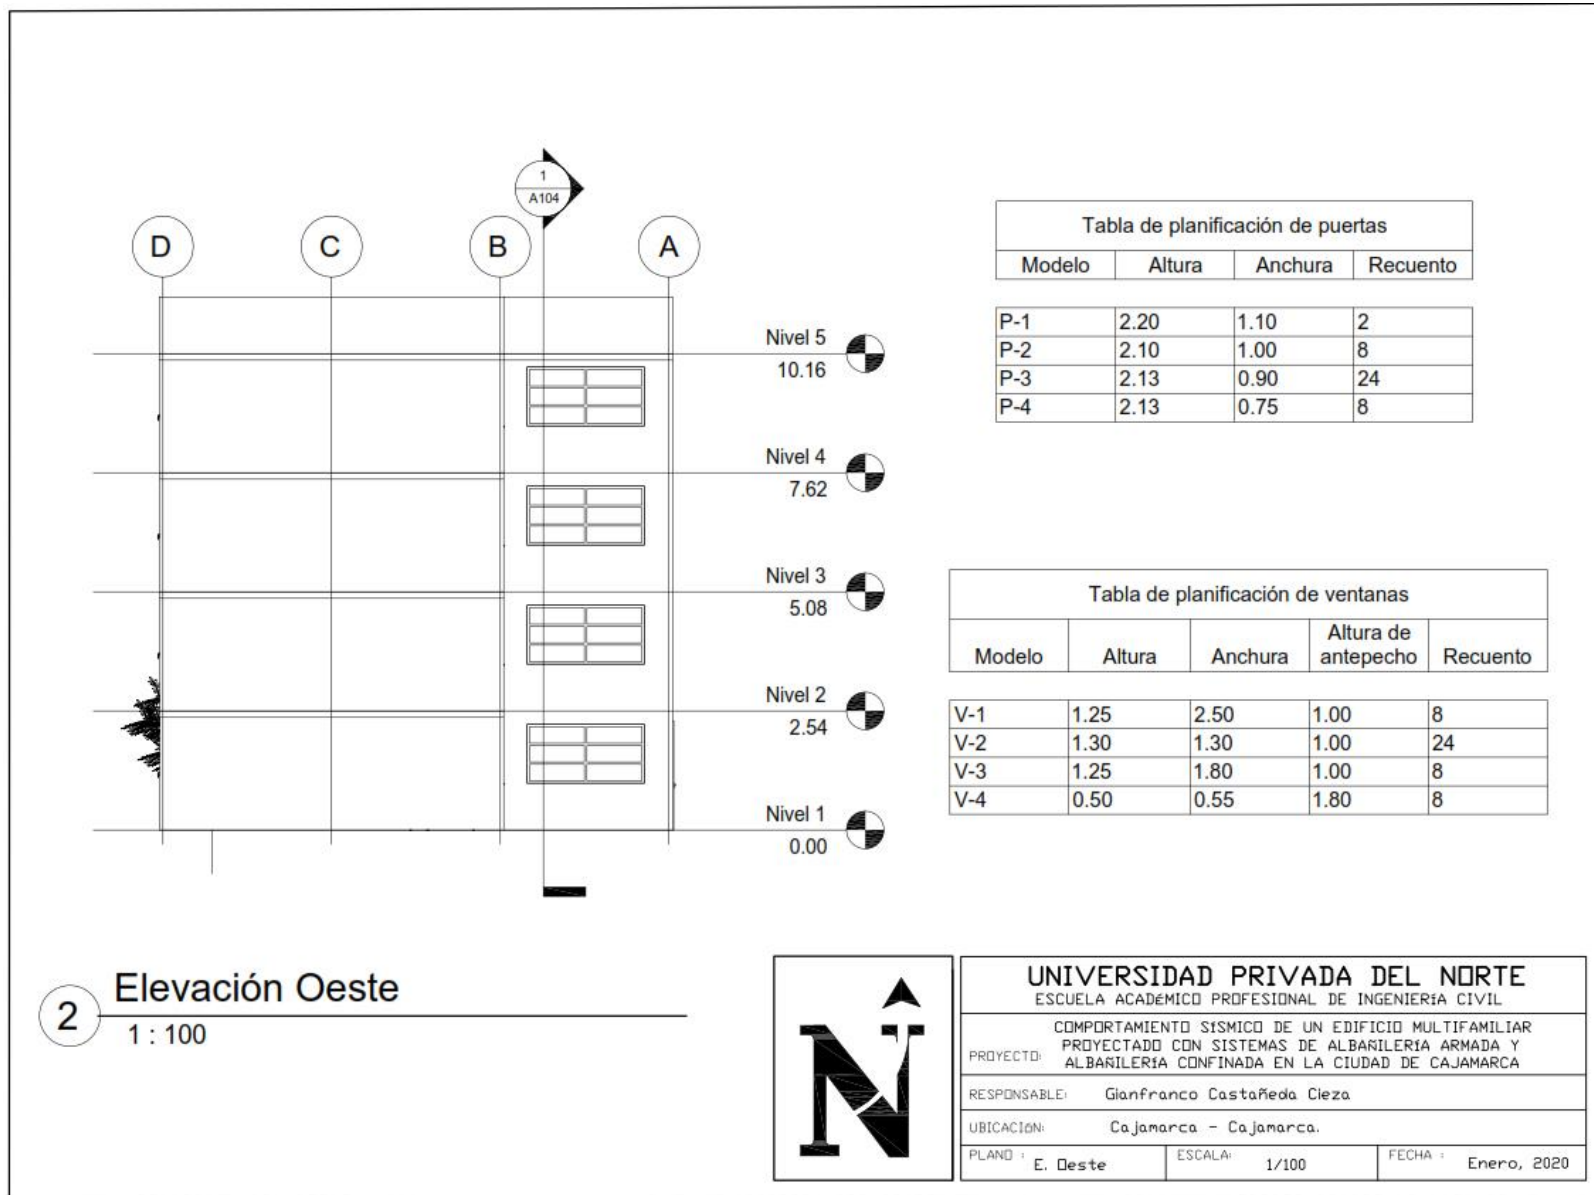 1
A104
D
C
B
A
Nivel 5
10.16
Nivel 4
7.62
Nivel 3
5.08
Nivel 2
2.54
Nivel 1
0.00
Tabla de planificación de puertas
Modelo Altura Anchura Recuento
P-1 2.20 1.10 2
P-2 2.10 1.00 8
P-3 2.13 0.90 24
P-4 2.13 0.75 8
Tabla de planificación de ventanas
Modelo Altura Anchura Altura de antepecho Recuento
V-1 1.25 2.50 1.00 8
V-2 1.30 1.30 1.00 24
V-3 1.25 1.80 1.00 8
V-4 0.50 0.55 1.80 8
2
Elevación Oeste
1 : 100
N
UNIVERSIDAD PRIVADA DEL NORTE
ESCUELA ACADéMICO PROFESIONAL DE INGENIERíA CIVIL
PROYECTO:
COMPORTAMIENTO SíSMICO DE UN EDIFICIO MULTIFAMILIAR
PROYECTADO CON SISTEMAS DE ALBAÑILERíA ARMADA Y
ALBAÑILERíA CONFINADA EN LA CIUDAD DE CAJAMARCA
RESPONSABLE: Gianfranco Castañeda Cieza
UBICACIóN: Cajamarca - Cajamarca.
PLANO : E. Oeste
ESCALA: 1/100
FECHA : Enero, 2020